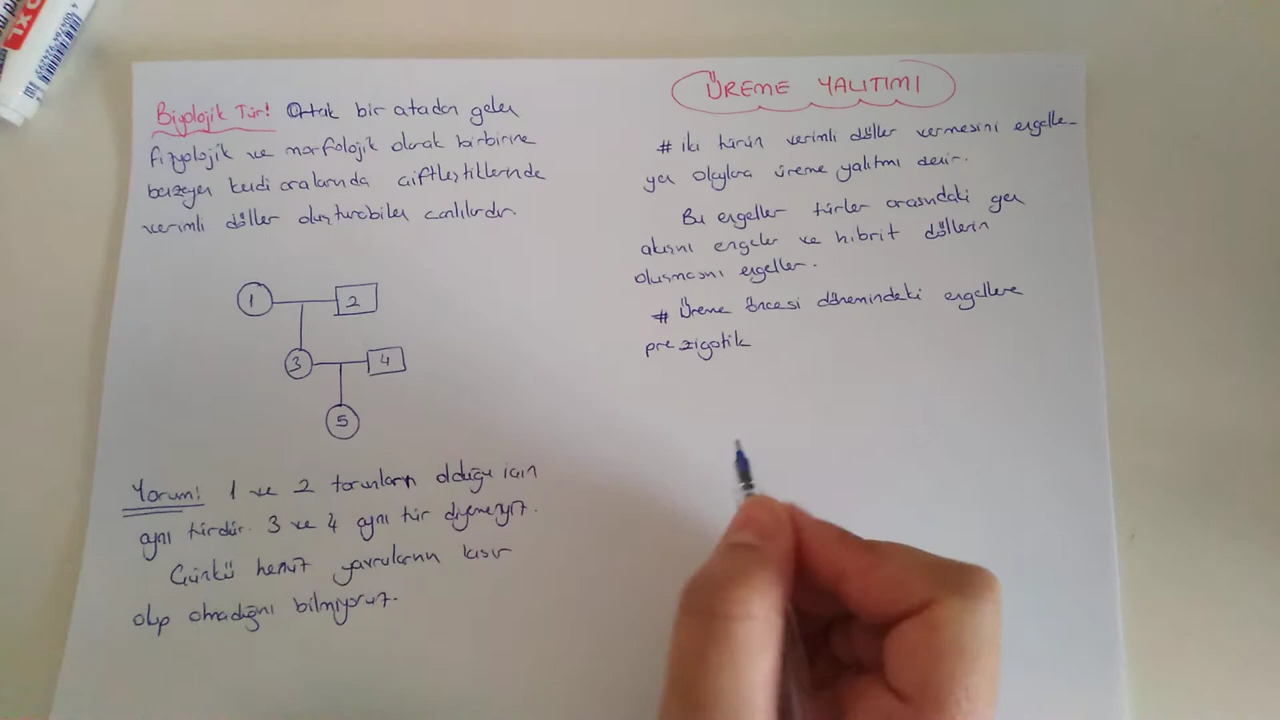 Biyolojik Tür! Ortak bir atadan gelen
fizyolojik ve morfolojik olarak birbirine
benzeyen kendi aralarında çiftleştiklerinde
verimli döller oluşturabilen canlılardır.
1
2
3
4
5
Yorum! 1 ve 2 torunları olduğu için
aynı türdür. 3 ve 4 aynı tür diyemeyiz.
Çünkü henüz yavrularının kısır
olup olmadığını bilmiyoruz.
ÜREME YALITIMI
# iki türün verimli döller vermesini engelle-
yen olaylara üreme yalıtımı denir.
Bu engeller türler arasındaki gen
akışını engeller ve hibrit döllerin
oluşmasını engeller.
# Üreme öncesi dönemindeki engellere
prezigotik